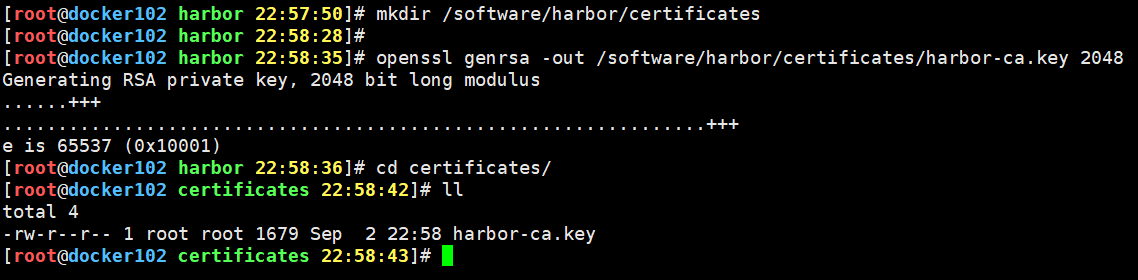 [root@docker102 harbor 22:57:50]# mkdir /software/harbor/certificates
[root@docker102 harbor 22:58:28]#
[root@docker102 harbor 22:58:35]# openssl genrsa -out /software/harbor/certificates/harbor-ca.key 2048
Generating RSA private key, 2048 bit long modulus
......+++
................................................................+++
e is 65537 (0x10001)
[root@docker102 harbor 22:58:36]# cd certificates/
[root@docker102 certificates 22:58:42]# ll
total 4
-rw-r--r-- 1 root root 1679 Sep  2 22:58 harbor-ca.key
[root@docker102 certificates 22:58:43]#